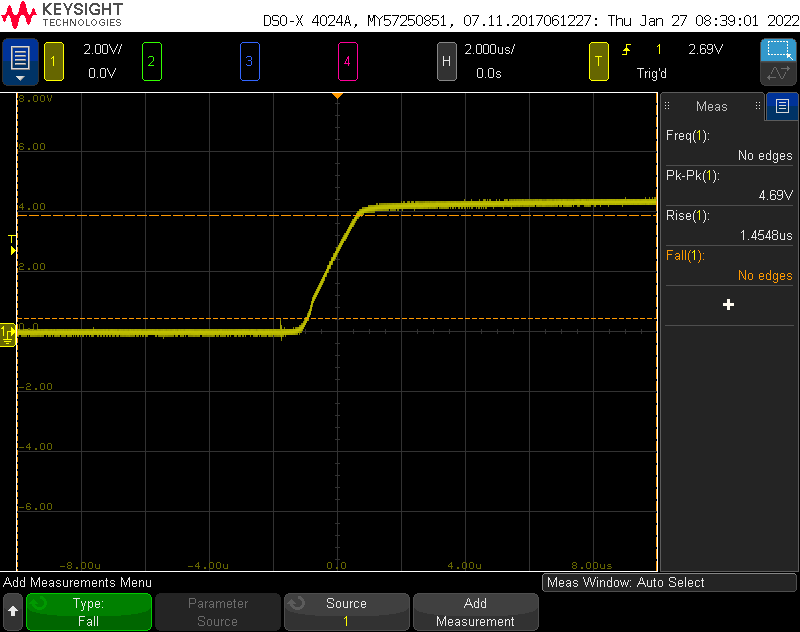 KEYSIGHT
TECHNOLOGIES
DSO-X 4024A, MY57250851, 07.11.2017061227: Thu Jan 27 08:39:01 2022
1 2.00V/ 2 3 4 H 2.000us/ T 1 2.69V
0.0V 0.0s Trig'd
8.00V
6.00
4.00
T
2.00
1 0.0
-2.00
-4.00
-6.00
-8.00u -4.00u 0.0 4.00u 8.00us
Meas
Freq(1):
No edges
Pk-Pk(1):
4.69V
Rise(1):
1.4548us
Fall(1):
No edges
+
Add Measurements Menu
Meas Window: Auto Select
Type:
Fall
Parameter
Source
Source
1
Add
Measurement